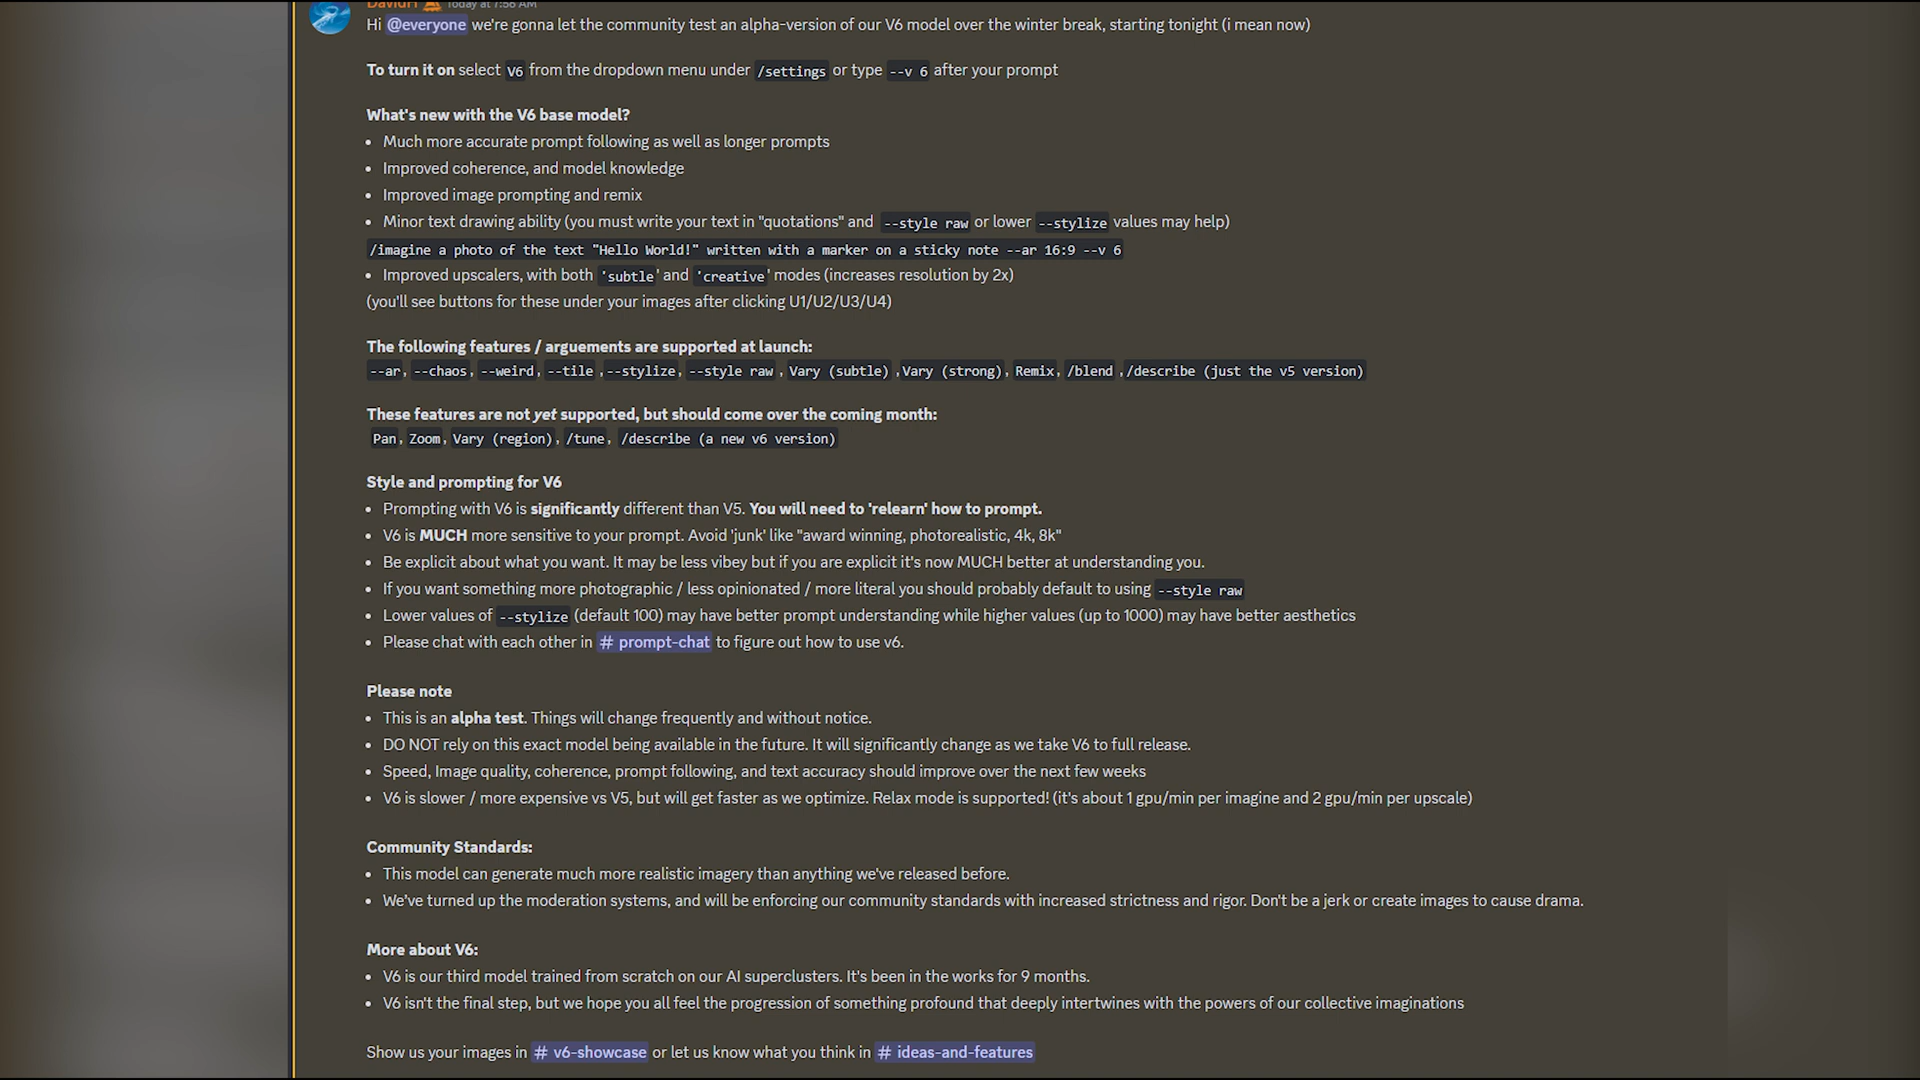 DavidH Today at 7:56 AM
Hi @everyone we're gonna let the community test an alpha-version of our V6 model over the winter break, starting tonight (i mean now)
To turn it on select V6 from the dropdown menu under /settings or type --v 6 after your prompt
What's new with the V6 base model?
• Much more accurate prompt following as well as longer prompts
• Improved coherence, and model knowledge
• Improved image prompting and remix
• Minor text drawing ability (you must write your text in "quotations" and --style raw or lower --stylize values may help)
/imagine a photo of the text "Hello World!" written with a marker on a sticky note --ar 16:9 --v 6
• Improved upscalers, with both 'subtle' and 'creative' modes (increases resolution by 2x)
(you'll see buttons for these under your images after clicking U1/U2/U3/U4)
The following features / arguements are supported at launch:
--ar, --chaos, --weird, --tile ,--stylize, --style raw , Vary (subtle) ,Vary (strong), Remix, /blend ,/describe (just the v5 version)
These features are not yet supported, but should come over the coming month:
Pan, Zoom, Vary (region), /tune, /describe (a new v6 version)
Style and prompting for V6
• Prompting with V6 is significantly different than V5. You will need to 'relearn' how to prompt.
• V6 is MUCH more sensitive to your prompt. Avoid 'junk' like "award winning, photorealistic, 4k, 8k"
• Be explicit about what you want. It may be less vibey but if you are explicit it's now MUCH better at understanding you.
• If you want something more photographic / less opinionated / more literal you should probably default to using --style raw
• Lower values of --stylize (default 100) may have better prompt understanding while higher values (up to 1000) may have better aesthetics
• Please chat with each other in # prompt-chat to figure out how to use v6.
Please note
• This is an alpha test. Things will change frequently and without notice.
• DO NOT rely on this exact model being available in the future. It will significantly change as we take V6 to full release.
• Speed, Image quality, coherence, prompt following, and text accuracy should improve over the next few weeks
• V6 is slower / more expensive vs V5, but will get faster as we optimize. Relax mode is supported! (it's about 1 gpu/min per imagine and 2 gpu/min per upscale)
Community Standards:
• This model can generate much more realistic imagery than anything we've released before.
• We've turned up the moderation systems, and will be enforcing our community standards with increased strictness and rigor. Don't be a jerk or create images to cause drama.
More about V6:
• V6 is our third model trained from scratch on our AI superclusters. It's been in the works for 9 months.
• V6 isn't the final step, but we hope you all feel the progression of something profound that deeply intertwines with the powers of our collective imaginations
Show us your images in # v6-showcase or let us know what you think in # ideas-and-features